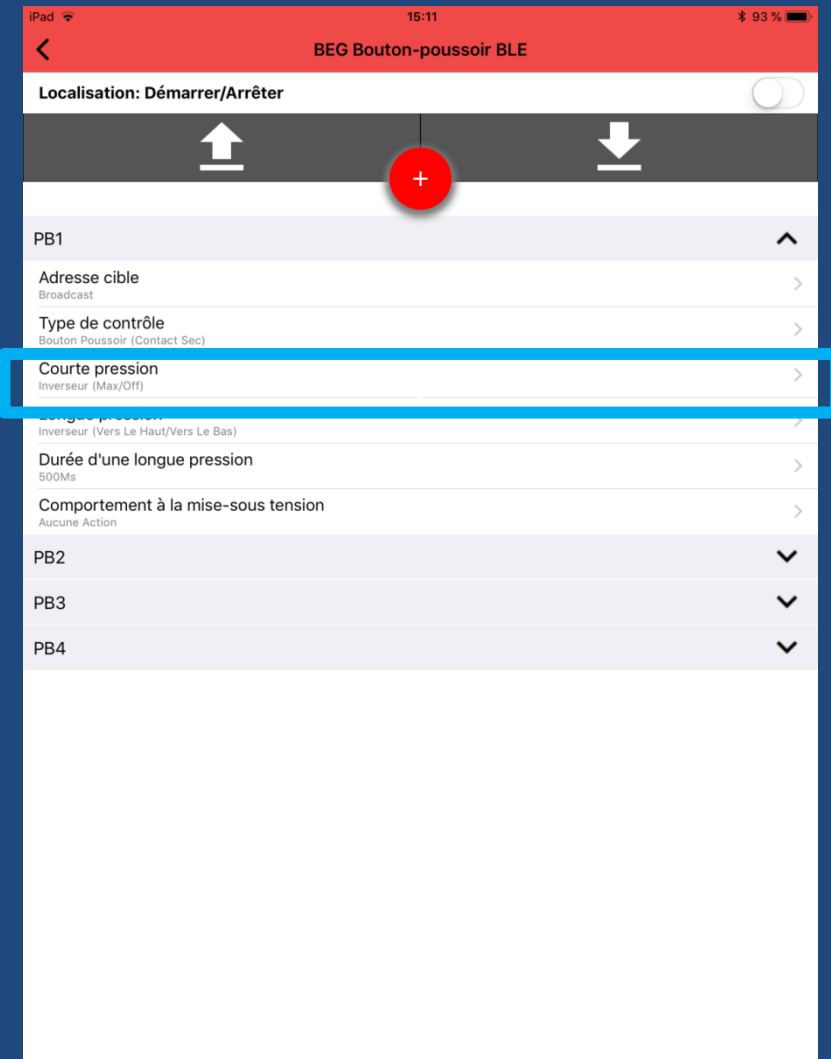 iPad 15:11 93 %
BEG Bouton-poussoir BLE
Localisation: Démarrer/Arrêter
+
PB1
Adresse cible
Broadcast
Type de contrôle
Bouton Poussoir (Contact Sec)
Courte pression
Inverseur (Max/Off)
Longue pression
Inverseur (Vers Le Haut/Vers Le Bas)
Durée d'une longue pression
500Ms
Comportement à la mise-sous tension
Aucune Action
PB2
PB3
PB4